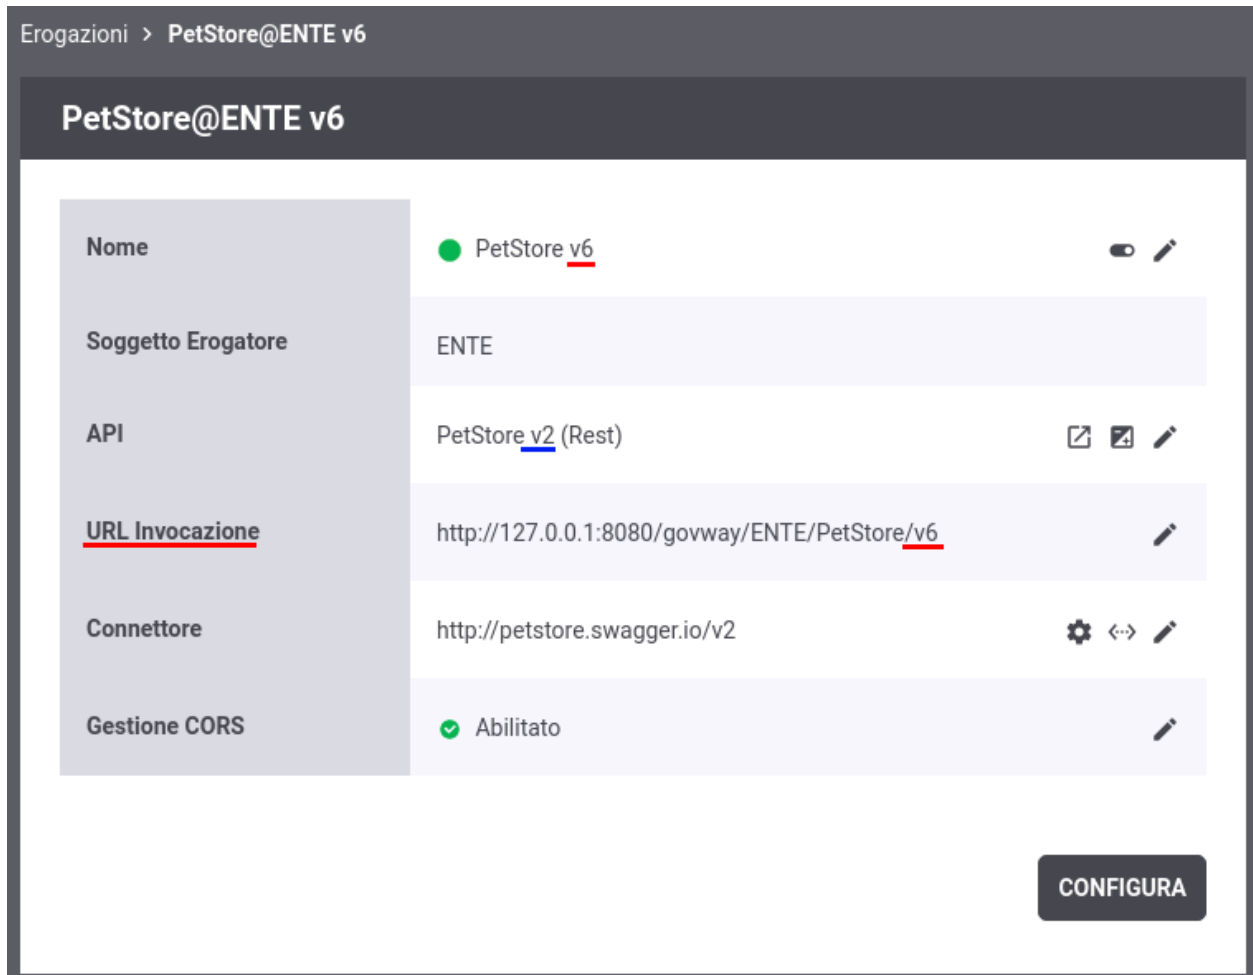 Erogazioni > PetStore@ENTE v6
PetStore@ENTE v6
Nome
PetStore v6
Soggetto Erogatore
ENTE
API
PetStore v2 (Rest)
URL Invocazione
http://127.0.0.1:8080/govway/ENTE/PetStore/v6
Connettore
http://petstore.swagger.io/v2
Gestione CORS
Abilitato
CONFIGURA